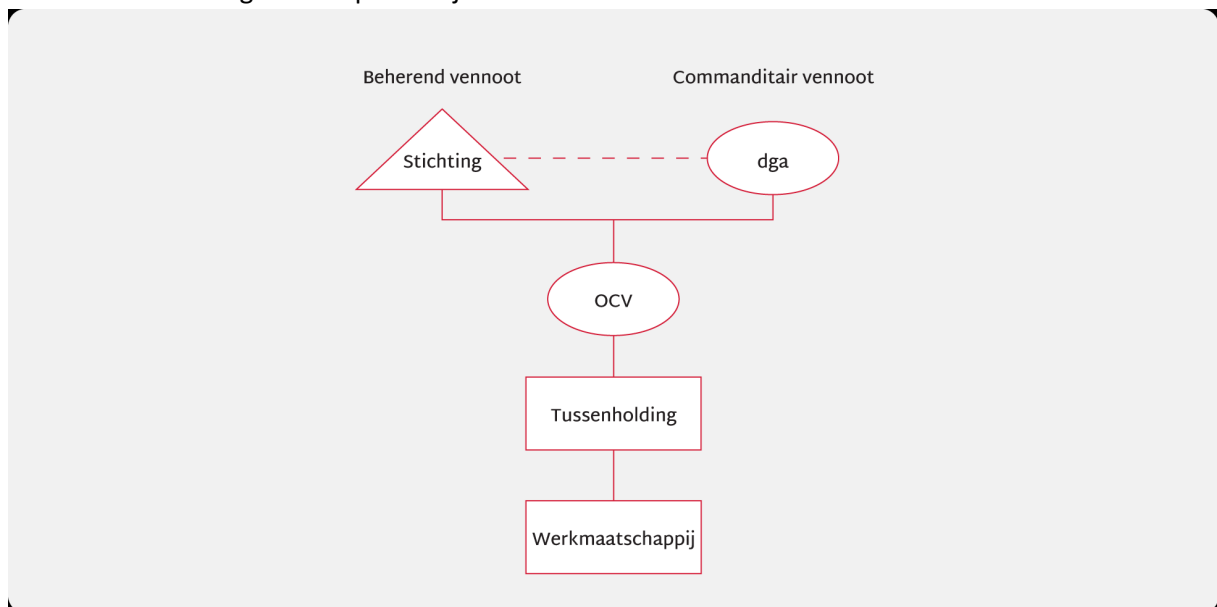 Beherend vennoot
Commanditair vennoot
Stichting
dga
OCV
Tussenholding
Werkmaatschappij